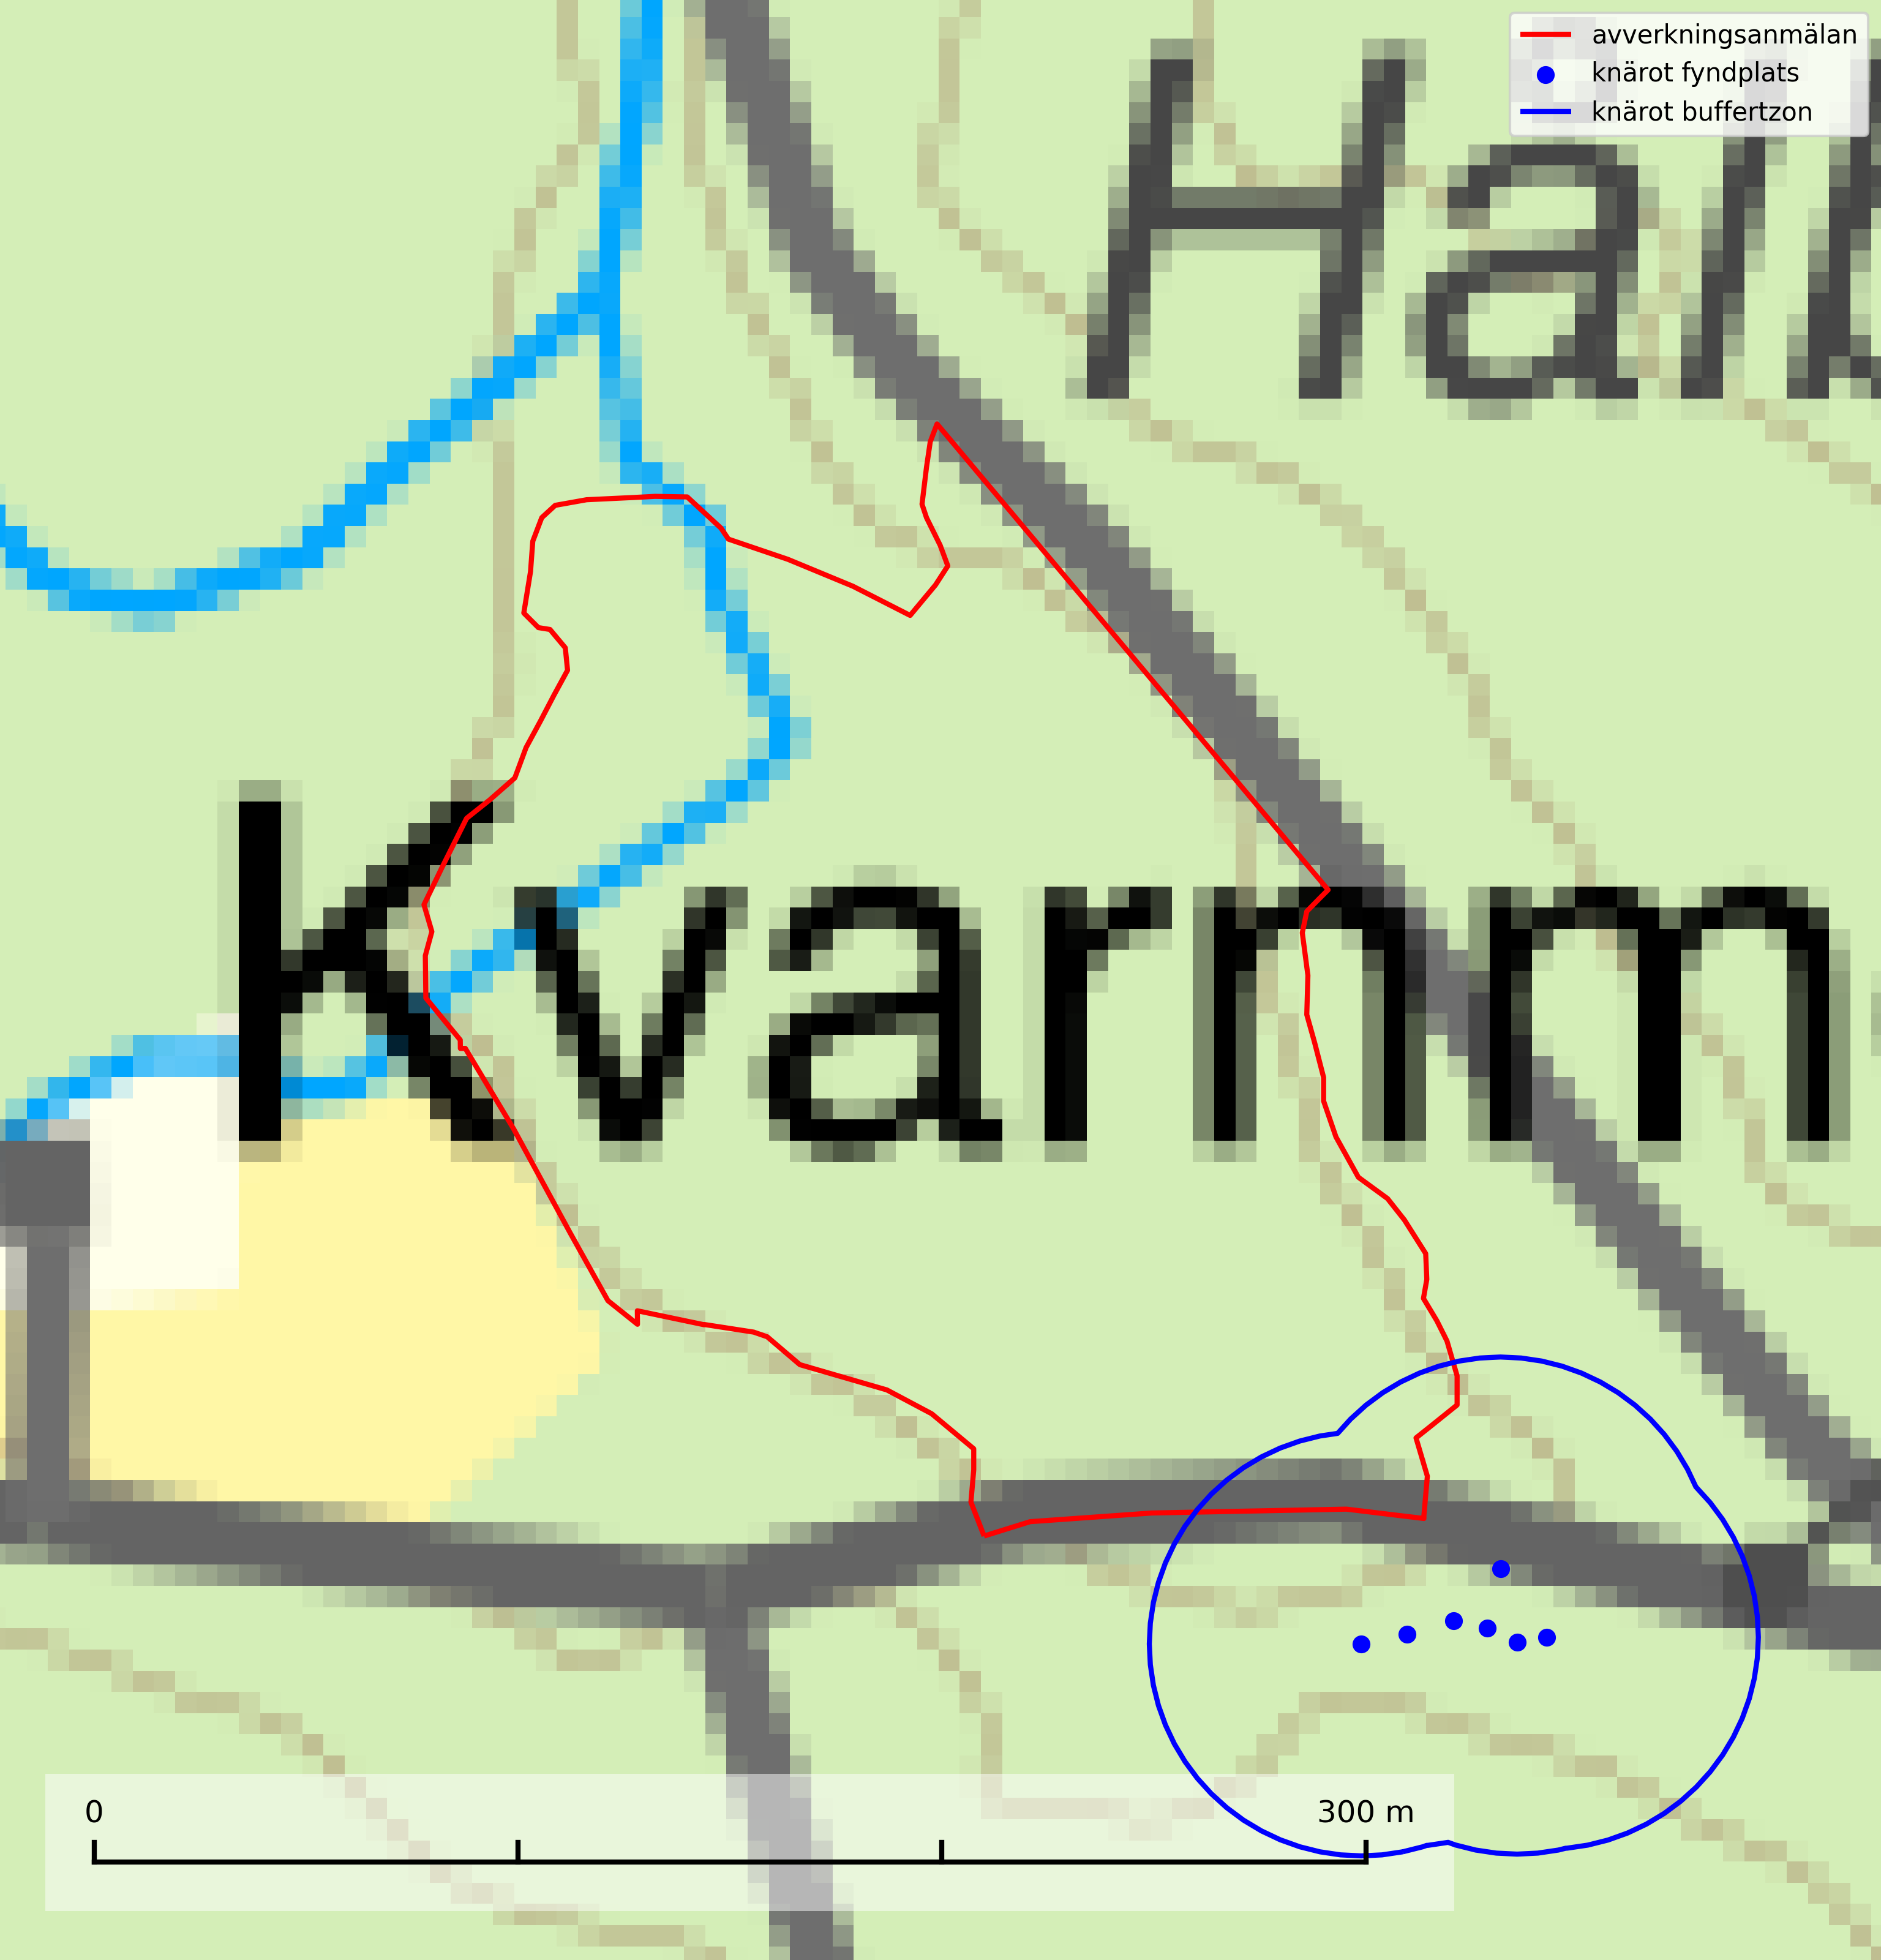 avverkningsanmälan
knärot fyndplats
knärot buffertzon
Kvarnm
0
300 m